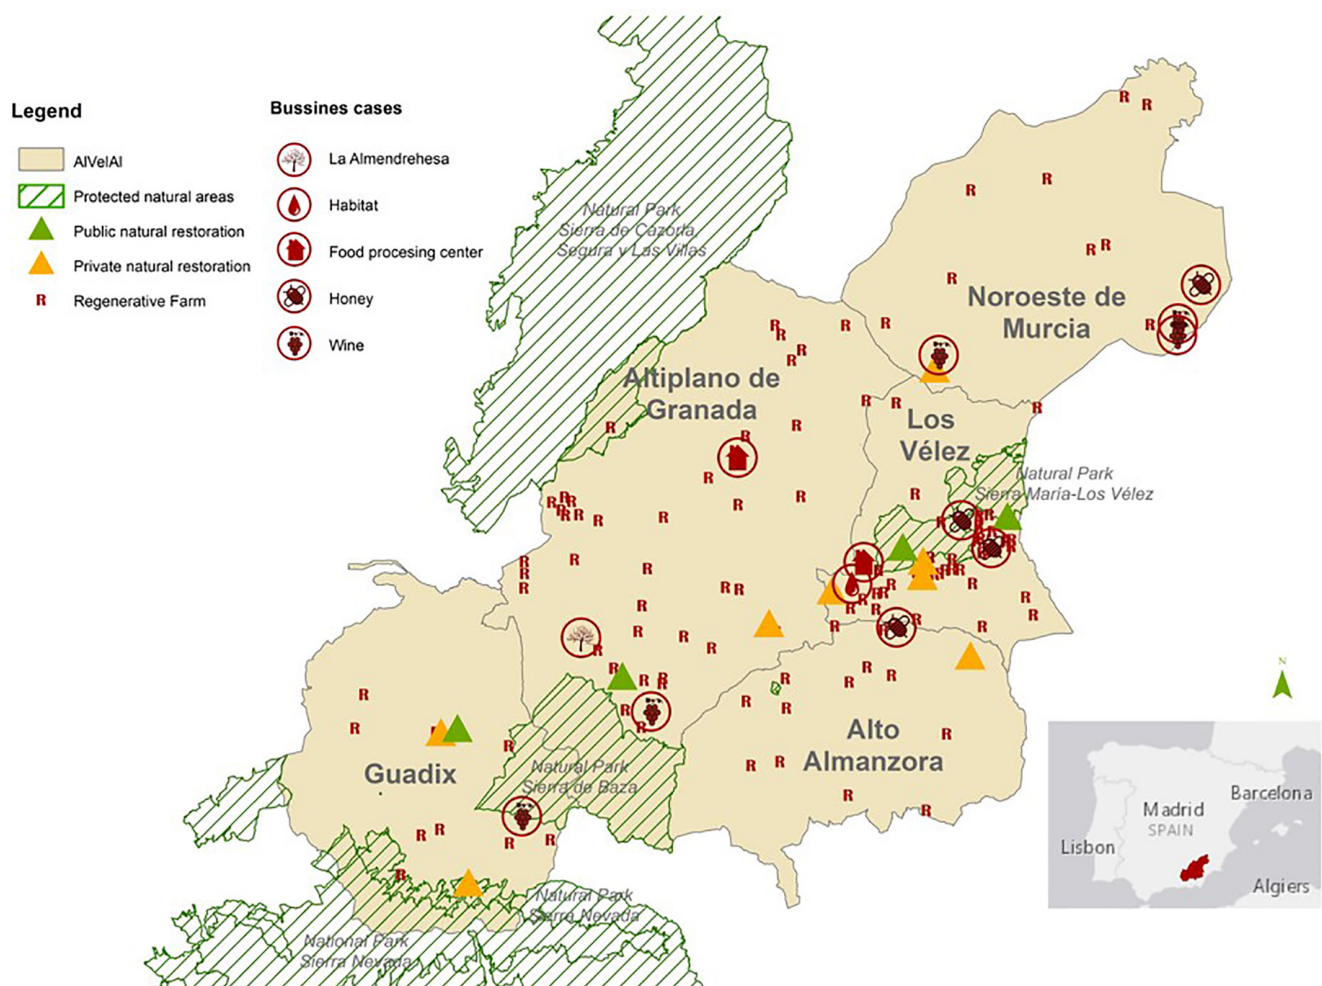 Legend
AlVelAl
Protected natural areas
Public natural restoration
Private natural restoration
R Regenerative Farm
Bussines cases
La Almendrehesa
Habitat
Food procesing center
Honey
Wine
Natural Park
Sierra de Cazorla,
Segura y Las Villas
Noroeste de
Murcia
Altiplano de
Granada
Los
Vélez
Natural Park
Sierra María-Los Vélez
Alto
Almanzora
Guadix
Natural Park
Sierra de Baza
Natural Park
Sierra Nevada
National Park
Sierra Nevada
N
Madrid
SPAIN
Barcelona
Lisbon
Algiers